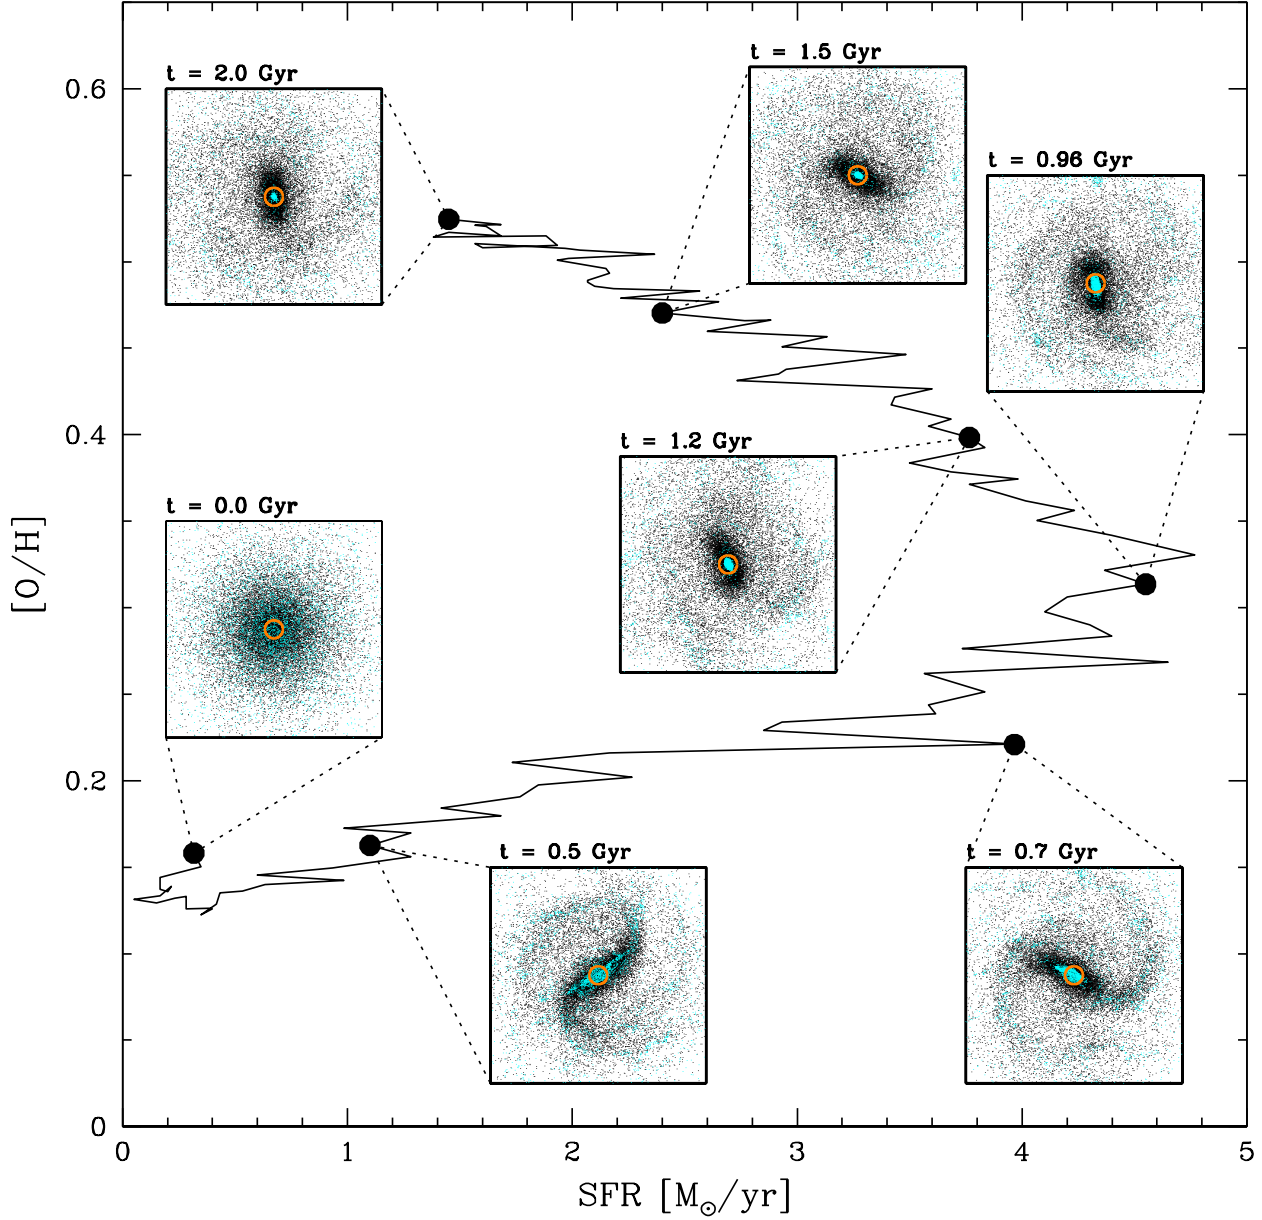 t = 2.0 Gyr
t = 1.5 Gyr
t = 0.96 Gyr
t = 1.2 Gyr
t = 0.0 Gyr
t = 0.5 Gyr
t = 0.7 Gyr
0.6
0.4
0.2
0
[O/H]
0 1 2 3 4 5
SFR [M⊙/yr]